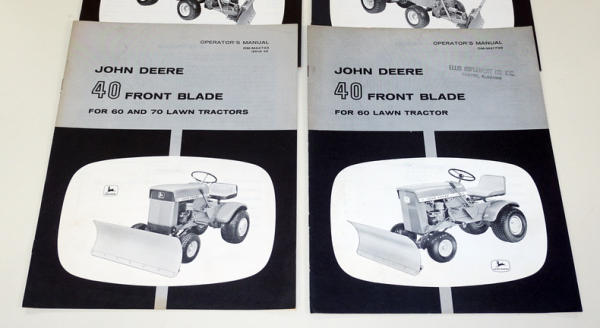 OPERATOR'S MANUAL
JOHN DEERE
40 FRONT BLADE
FOR 60 AND 70 LAWN TRACTORS
OPERATOR'S MANUAL
JOHN DEERE
40 FRONT BLADE
FOR 60 LAWN TRACTOR